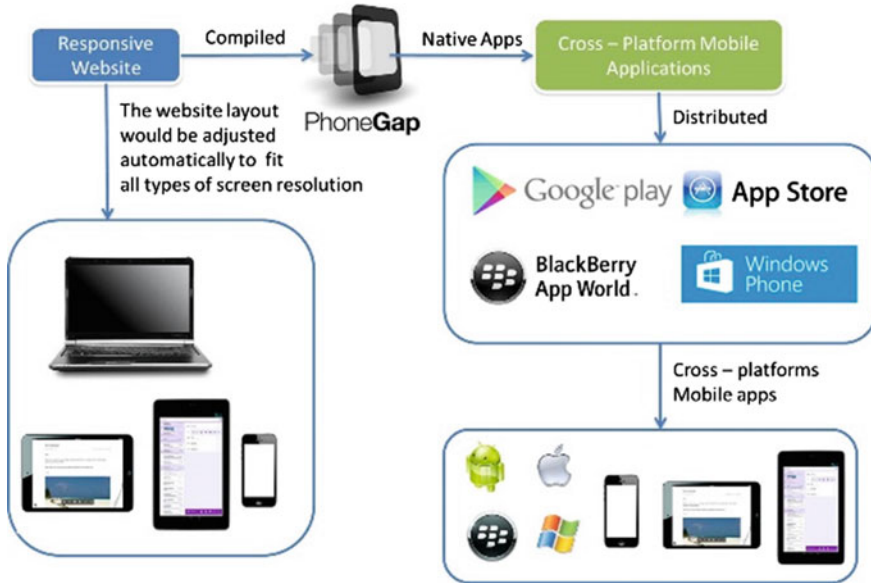 Responsive
Website
Compiled
PhoneGap
Native Apps
Cross – Platform Mobile
Applications
The website layout
would be adjusted
automatically to fit
all types of screen resolution
Distributed
Google play
App Store
BlackBerry
App World
Windows
Phone
Cross – platforms
Mobile apps